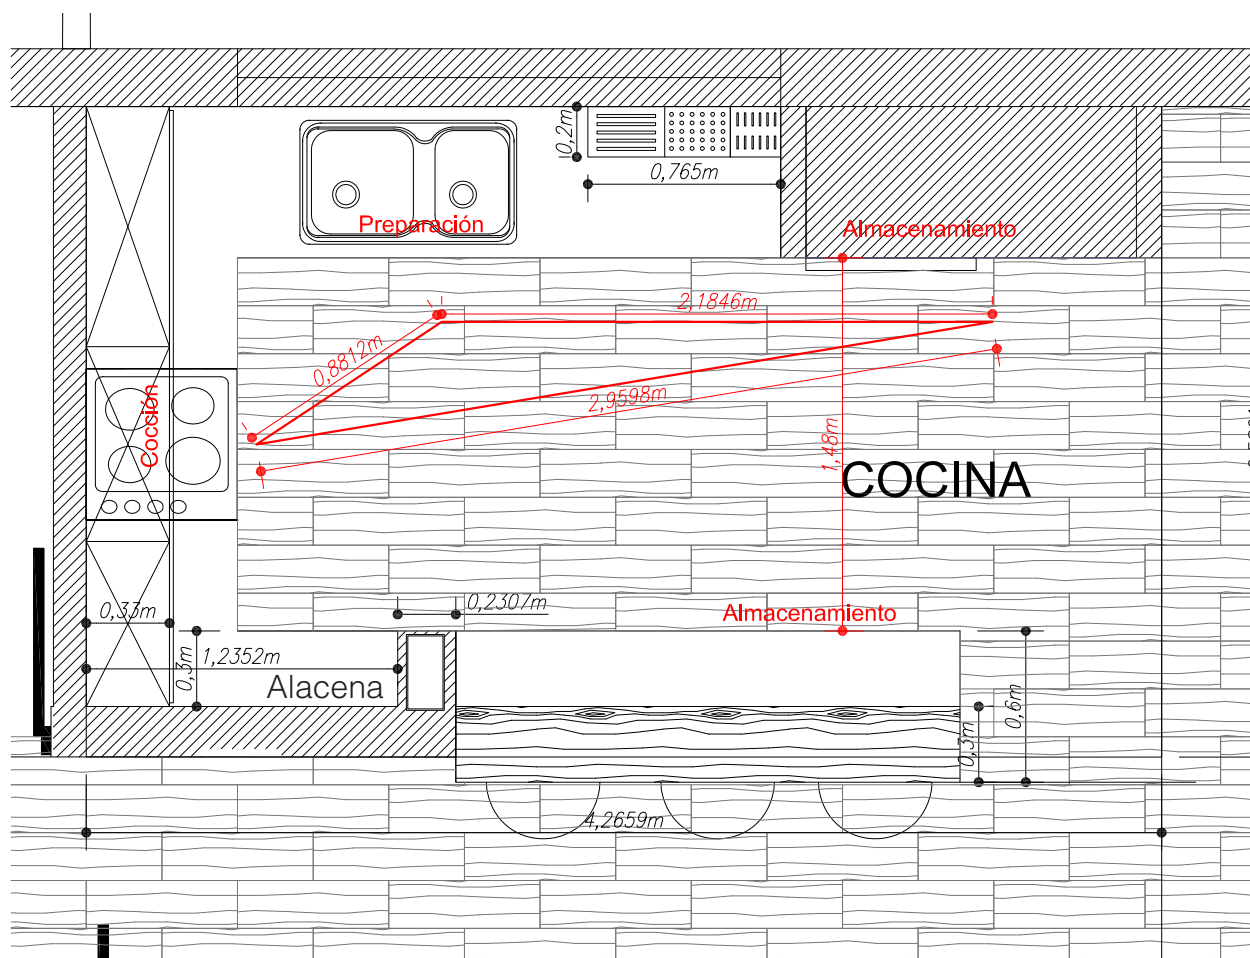 0,2m
0,765m
Preparación
Almacenamiento
2,1846m
0,8812m
2,9598m
Cocción
1,48m
COCINA
0,33m
0,2307m
Almacenamiento
0,3m
1,2352m
Alacena
0,6m
0,3m
4,2659m